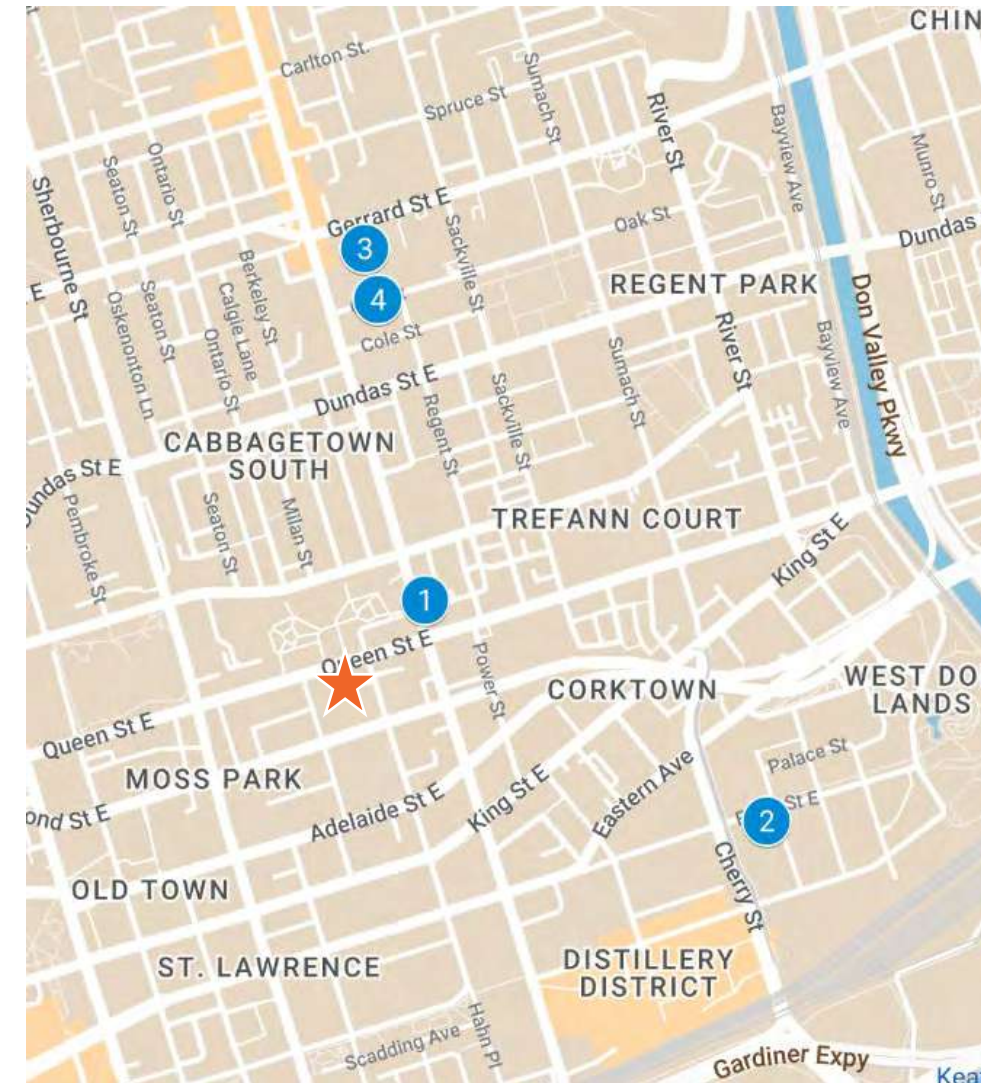 CHIN
Carlton St.
Sumach St
Spruce St
River St
Bayview Ave
Munro St
Seaton St
Ontario St
Sherbourne St
Gerrard St E
Sackville St
Oak St
Dundas
3
E
Berkeley St
REGENT PARK
Don Valley Pkwy
4
Seaton St
Oskenonton Ln
Calgie Lane
Ontario St
Cole St
River St
Bayview Ave
Sumach St
Dundas St E
Sackville St
Regent St
CABBAGETOWN
SOUTH
Dundas St E
Pembroke St
Seaton St
Milan St
TREFANN COURT
King St E
1
Queen St E
Power St
CORKTOWN
WEST DO
LANDS
Queen St E
MOSS PARK
Palace St
ond St E
Adelaide St E
King St E
Eastern Ave
St E
2
Cherry St
OLD TOWN
ST. LAWRENCE
DISTILLERY
DISTRICT
Scadding Ave
Hahn Pl
Gardiner Expy
Kea